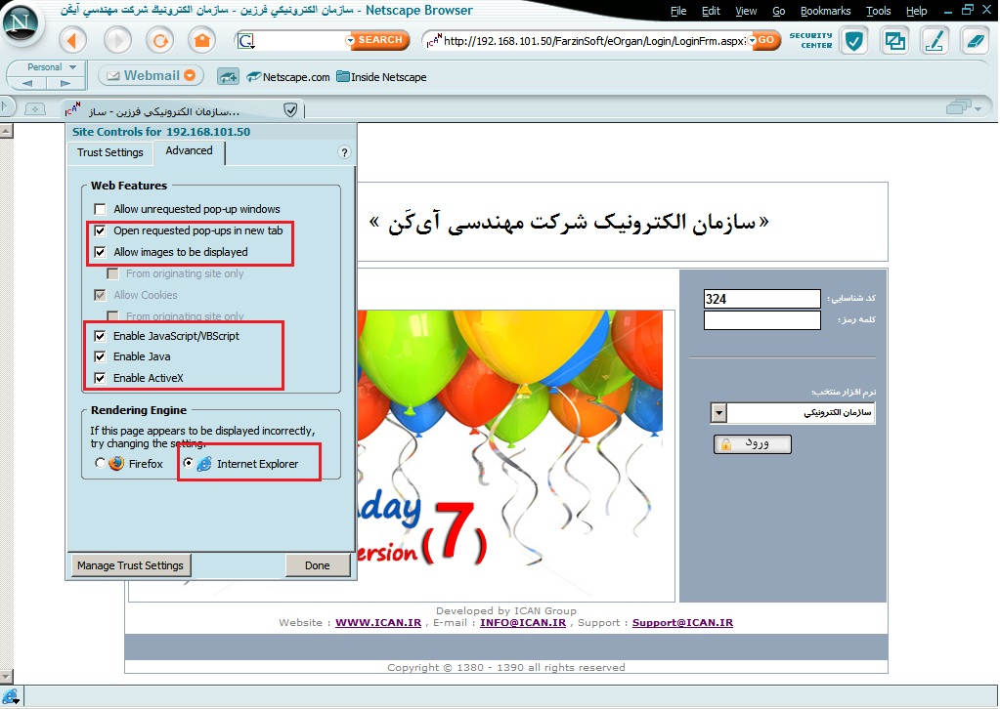 سازمان الكترونيكي فرزين - سازمان الکترونیك شرکت مهندسي آیکَن - Netscape Browser
File Edit View Go Bookmarks Tools Help
SEARCH
http://192.168.101.50/FarzinSoft/eOrgan/Login/LoginFrm.aspx?
GO
SECURITY CENTER
Personal
Webmail
Netscape.com
Inside Netscape
سازمان الكترونيكي فرزين - ساز...
Site Controls for 192.168.101.50
Trust Settings
Advanced
?
Web Features
Allow unrequested pop-up windows
Open requested pop-ups in new tab
Allow images to be displayed
From originating site only
Allow Cookies
From originating site only
Enable JavaScript/VBScript
Enable Java
Enable ActiveX
Rendering Engine
If this page appears to be displayed incorrectly,
try changing the setting.
Firefox
Internet Explorer
Manage Trust Settings
Done
«سازمان الکترونیک شرکت مهندسی آی‌کَن »
کد شناسایی :
324
کلمه رمز :
نرم افزار منتخب:
سازمان الکترونیکی
ورود
day
ersion (7)
Developed by ICAN Group
Website : WWW.ICAN.IR , E-mail : INFO@ICAN.IR , Support : Support@ICAN.IR
Copyright © 1380 - 1390 all rights reserved